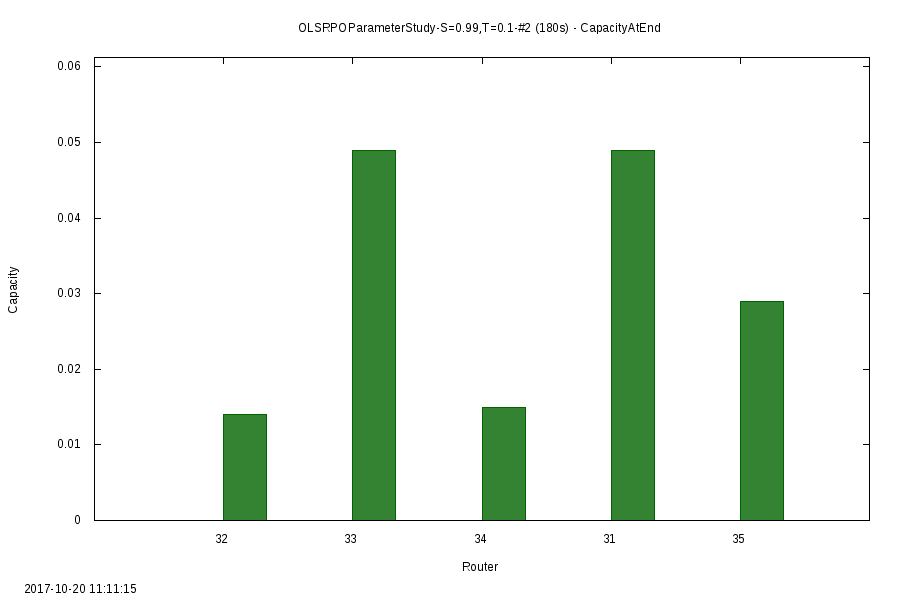 OLSRPOParameterStudy-S=0.99,T=0.1-#2 (180s) - CapacityAtEnd
0.06
0.05
0.04
0.03
0.02
0.01
0
Capacity
32 33 34 31 35
Router
2017-10-20 11:11:15